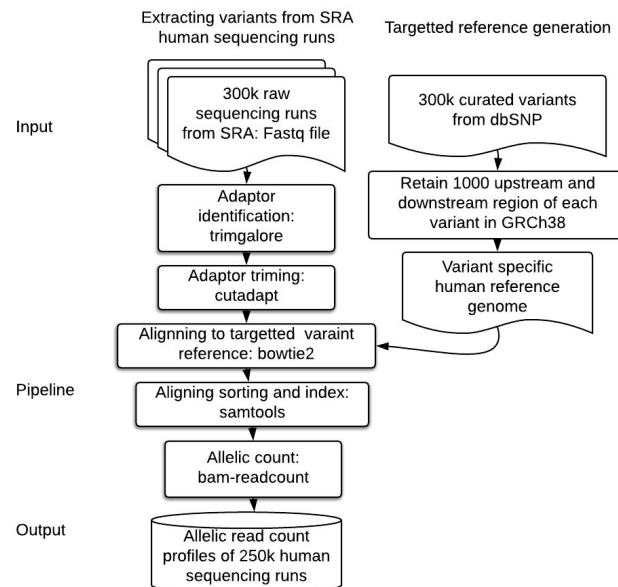 Extracting variants from SRA
human sequencing runs
Targetted reference generation
Input
300k raw
sequencing runs
from SRA: Fastq file
300k curated variants
from dbSNP
Adaptor
identification:
trimgalore
Retain 1000 upstream and
downstream region of each
variant in GRCh38
Adaptor triming:
cutadapt
Variant specific
human reference
genome
Alignning to targetted varaint
reference: bowtie2
Pipeline
Aligning sorting and index:
samtools
Allelic count:
bam-readcount
Output
Allelic read count
profiles of 250k human
sequencing runs